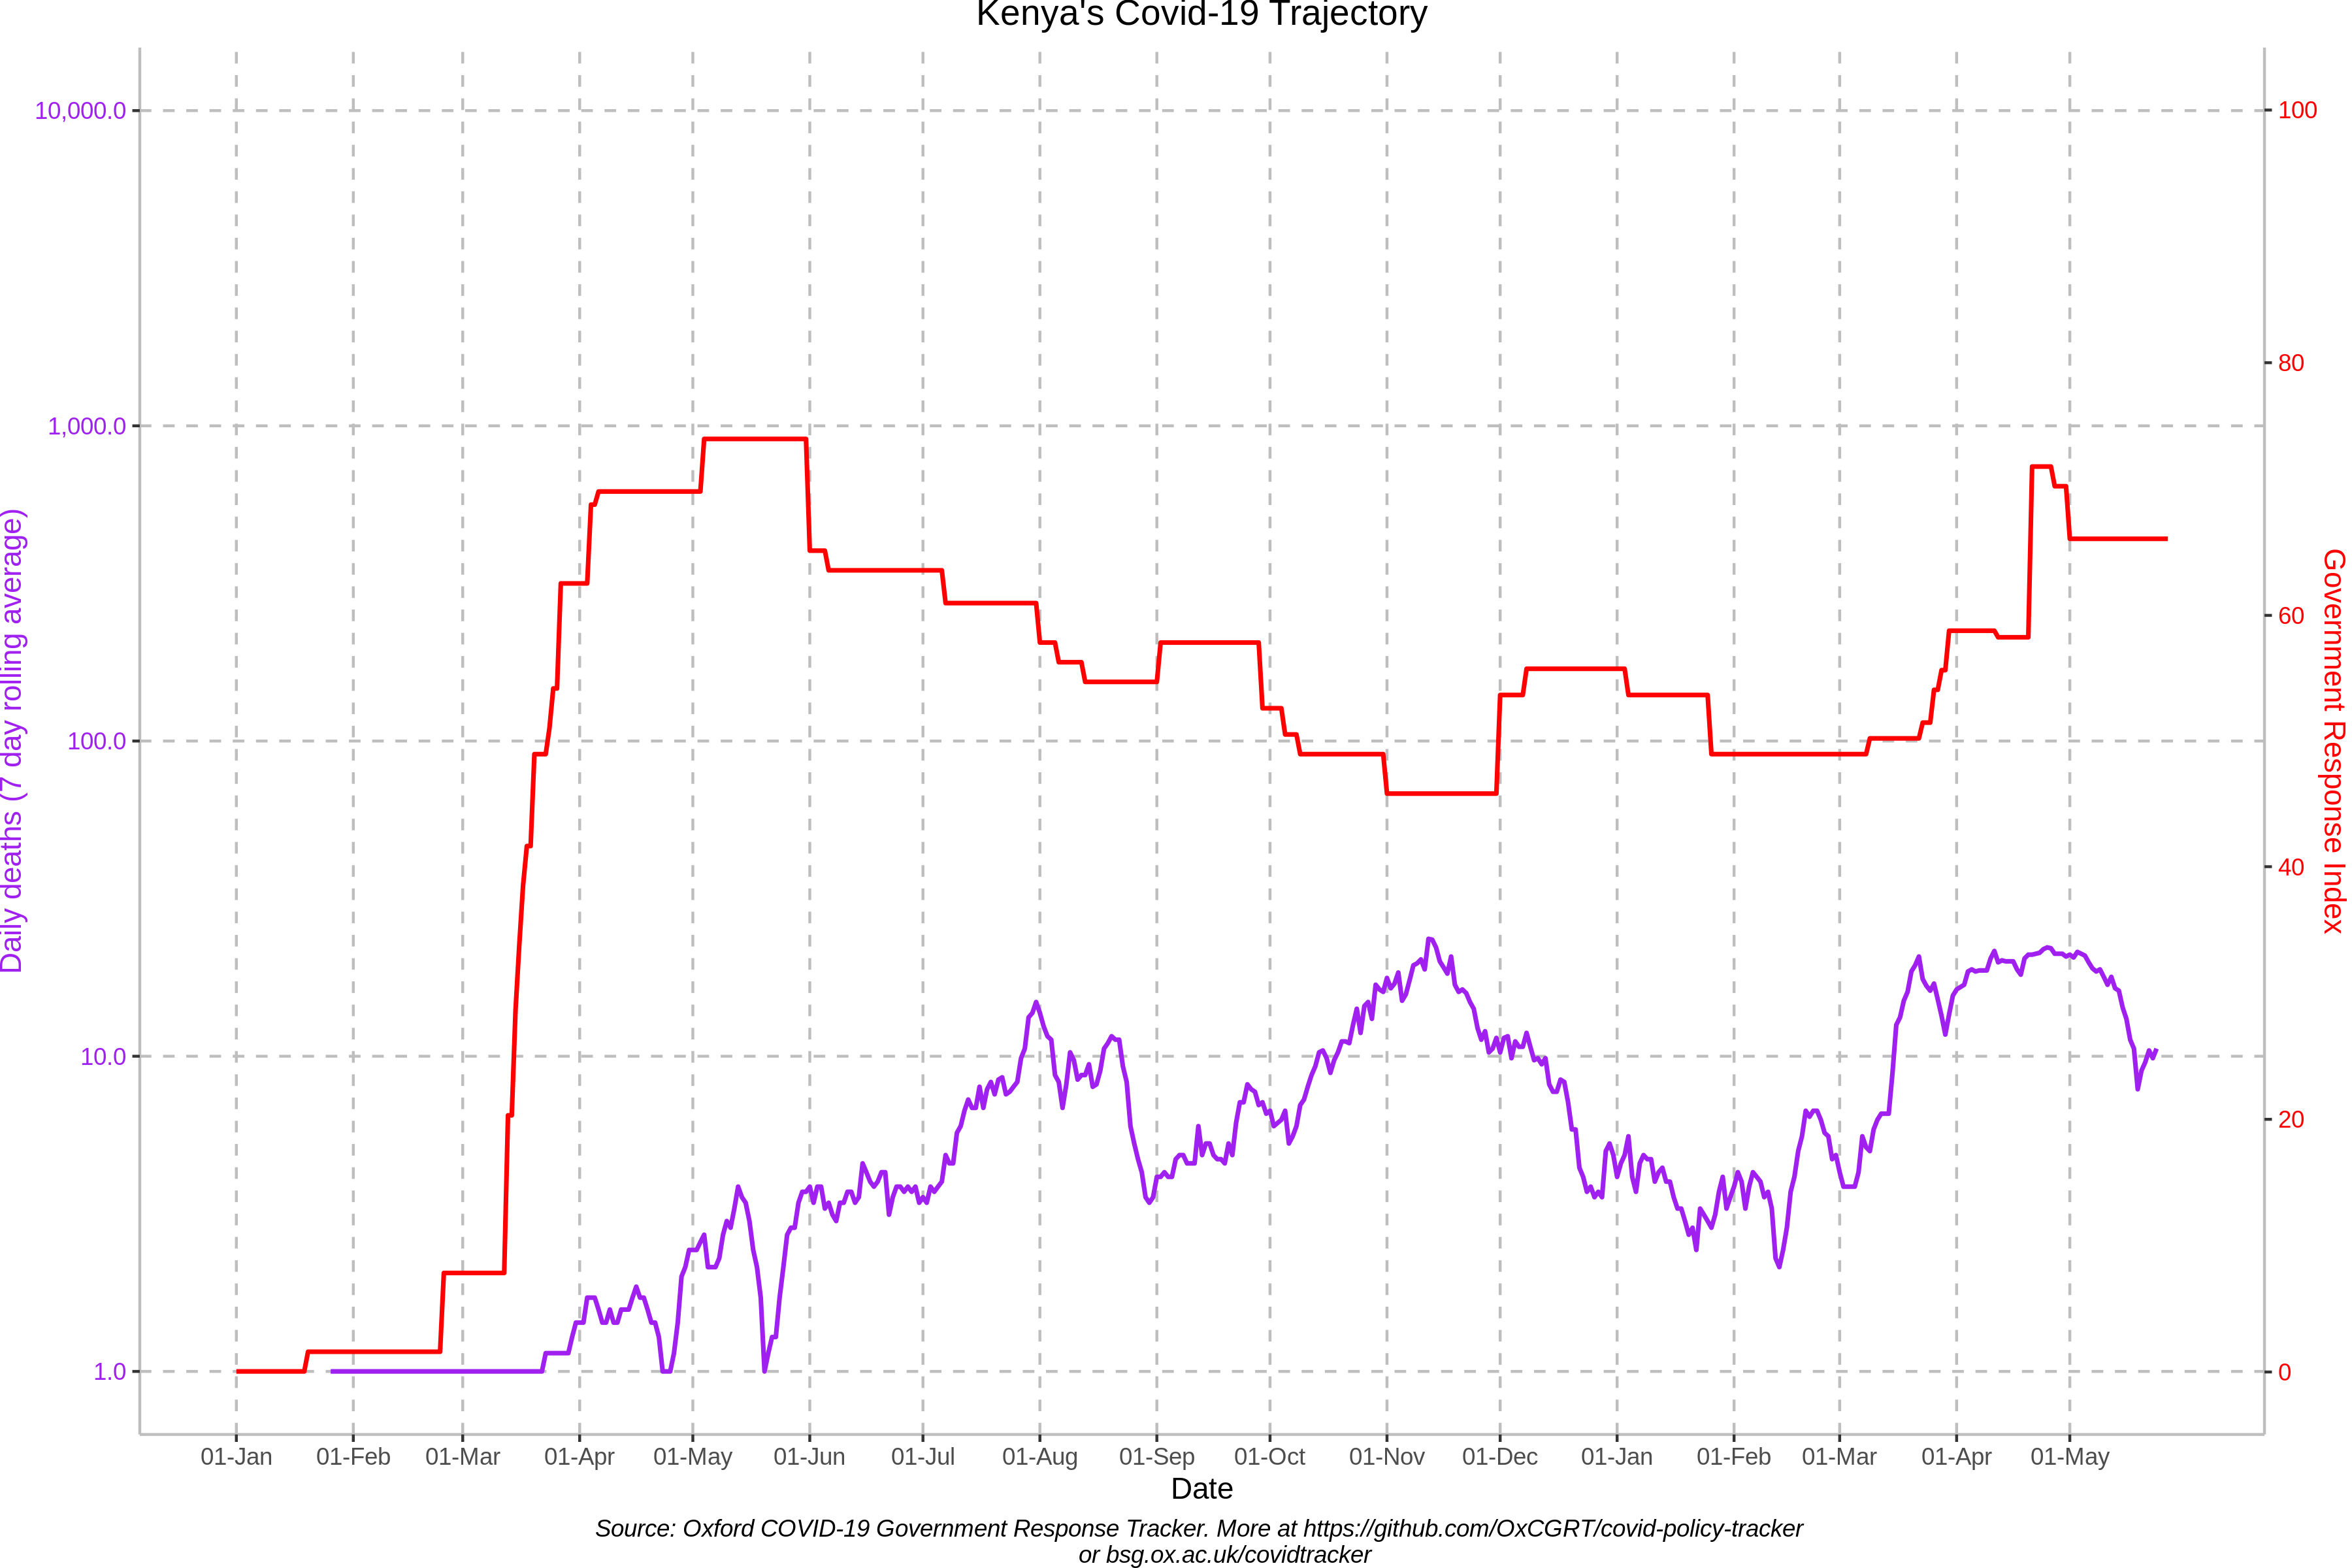 Kenya's Covid-19 Trajectory
10,000.0
1,000.0
100.0
10.0
1.0
Daily deaths (7 day rolling average)
100
80
60
40
20
0
Government Response Index
01-Jan 01-Feb 01-Mar 01-Apr 01-May 01-Jun 01-Jul 01-Aug 01-Sep 01-Oct 01-Nov 01-Dec 01-Jan 01-Feb 01-Mar 01-Apr 01-May
Date
Source: Oxford COVID-19 Government Response Tracker. More at https://github.com/OxCGRT/covid-policy-tracker
or bsg.ox.ac.uk/covidtracker